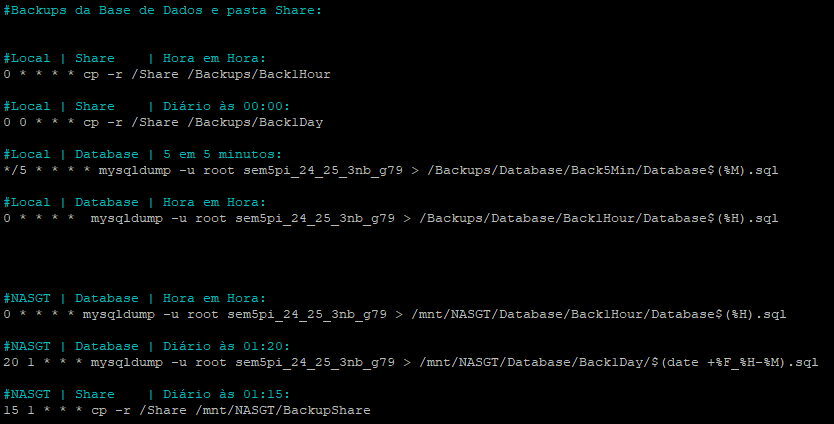 #Backups da Base de Dados e pasta Share:
#Local | Share    | Hora em Hora:
0 * * * * cp -r /Share /Backups/Back1Hour
#Local | Share    | Diário às 00:00:
0 0 * * * cp -r /Share /Backups/Back1Day
#Local | Database | 5 em 5 minutos:
*/5 * * * * mysqldump -u root sem5pi_24_25_3nb_g79 > /Backups/Database/Back5Min/Database$(%M).sql
#Local | Database | Hora em Hora:
0 * * * *  mysqldump -u root sem5pi_24_25_3nb_g79 > /Backups/Database/Back1Hour/Database$(%H).sql
#NASGT | Database | Hora em Hora:
0 * * * * mysqldump -u root sem5pi_24_25_3nb_g79 > /mnt/NASGT/Database/Back1Hour/Database$(%H).sql
#NASGT | Database | Diário às 01:20:
20 1 * * * mysqldump -u root sem5pi_24_25_3nb_g79 > /mnt/NASGT/Database/Back1Day/$(date +%F_%H-%M).sql
#NASGT | Share    | Diário às 01:15:
15 1 * * * cp -r /Share /mnt/NASGT/BackupShare